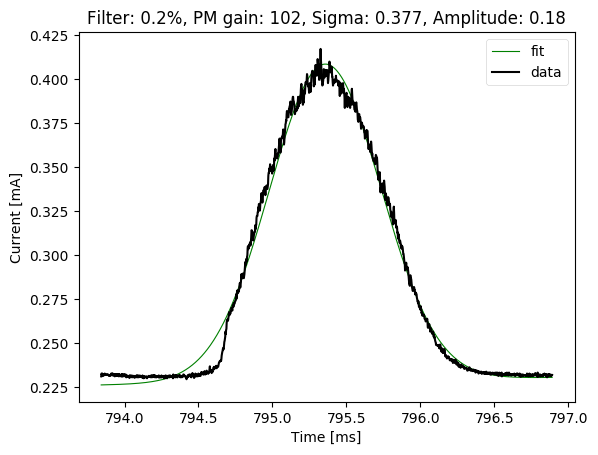 Filter: 0.2%, PM gain: 102, Sigma: 0.377, Amplitude: 0.18
fit
data
0.425
0.400
0.375
0.350
0.325
0.300
0.275
0.250
0.225
Current [mA]
794.0 794.5 795.0 795.5 796.0 796.5 797.0
Time [ms]